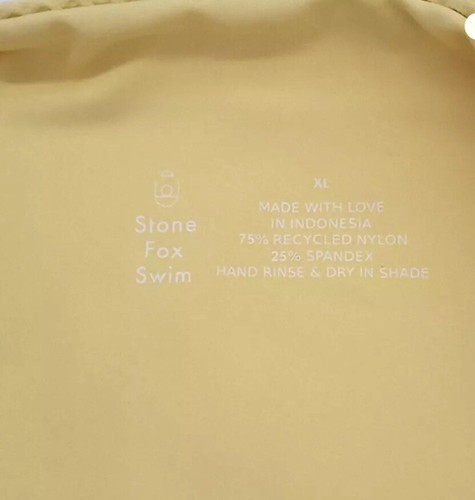 Stone
Fox
Swim
XL
MADE WITH LOVE
IN INDONESIA
75% RECYCLED NYLON
25% SPANDEX
HAND RINSE & DRY IN SHADE